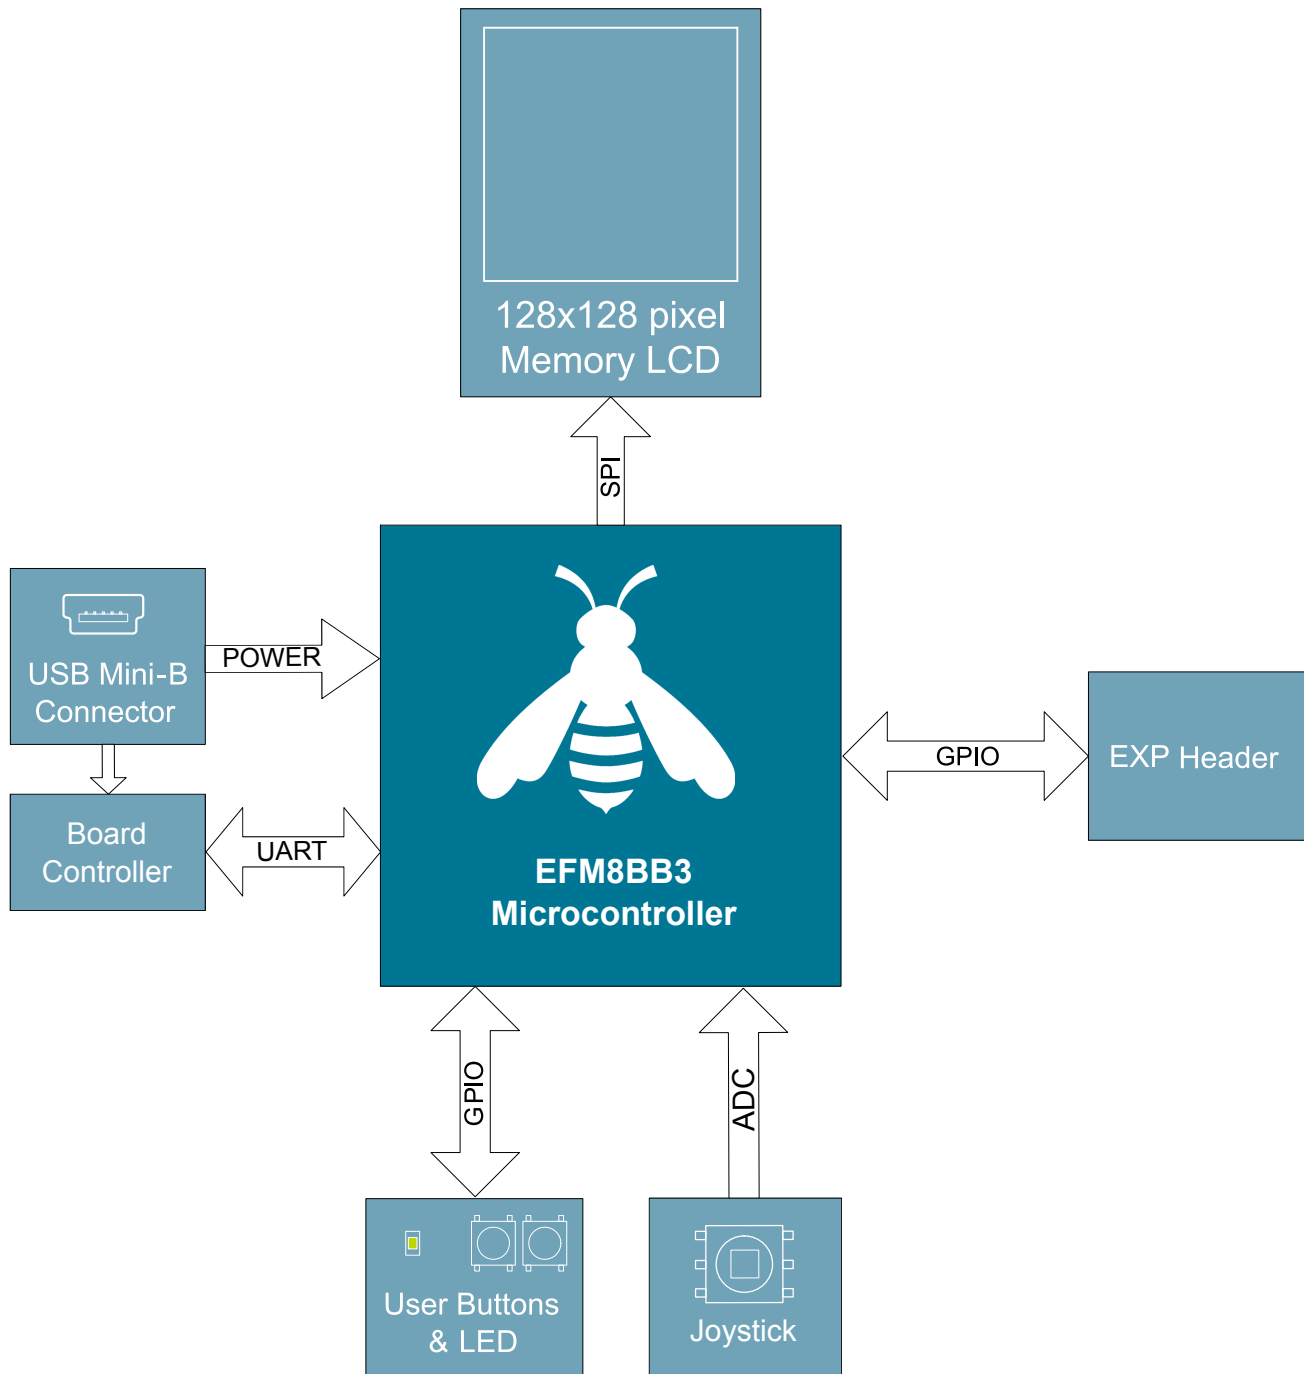 128x128 pixel
Memory LCD
SPI
USB Mini-B
Connector
POWER
Board
Controller
UART
EFM8BB3
Microcontroller
GPIO
EXP Header
GPIO
ADC
User Buttons
& LED
Joystick